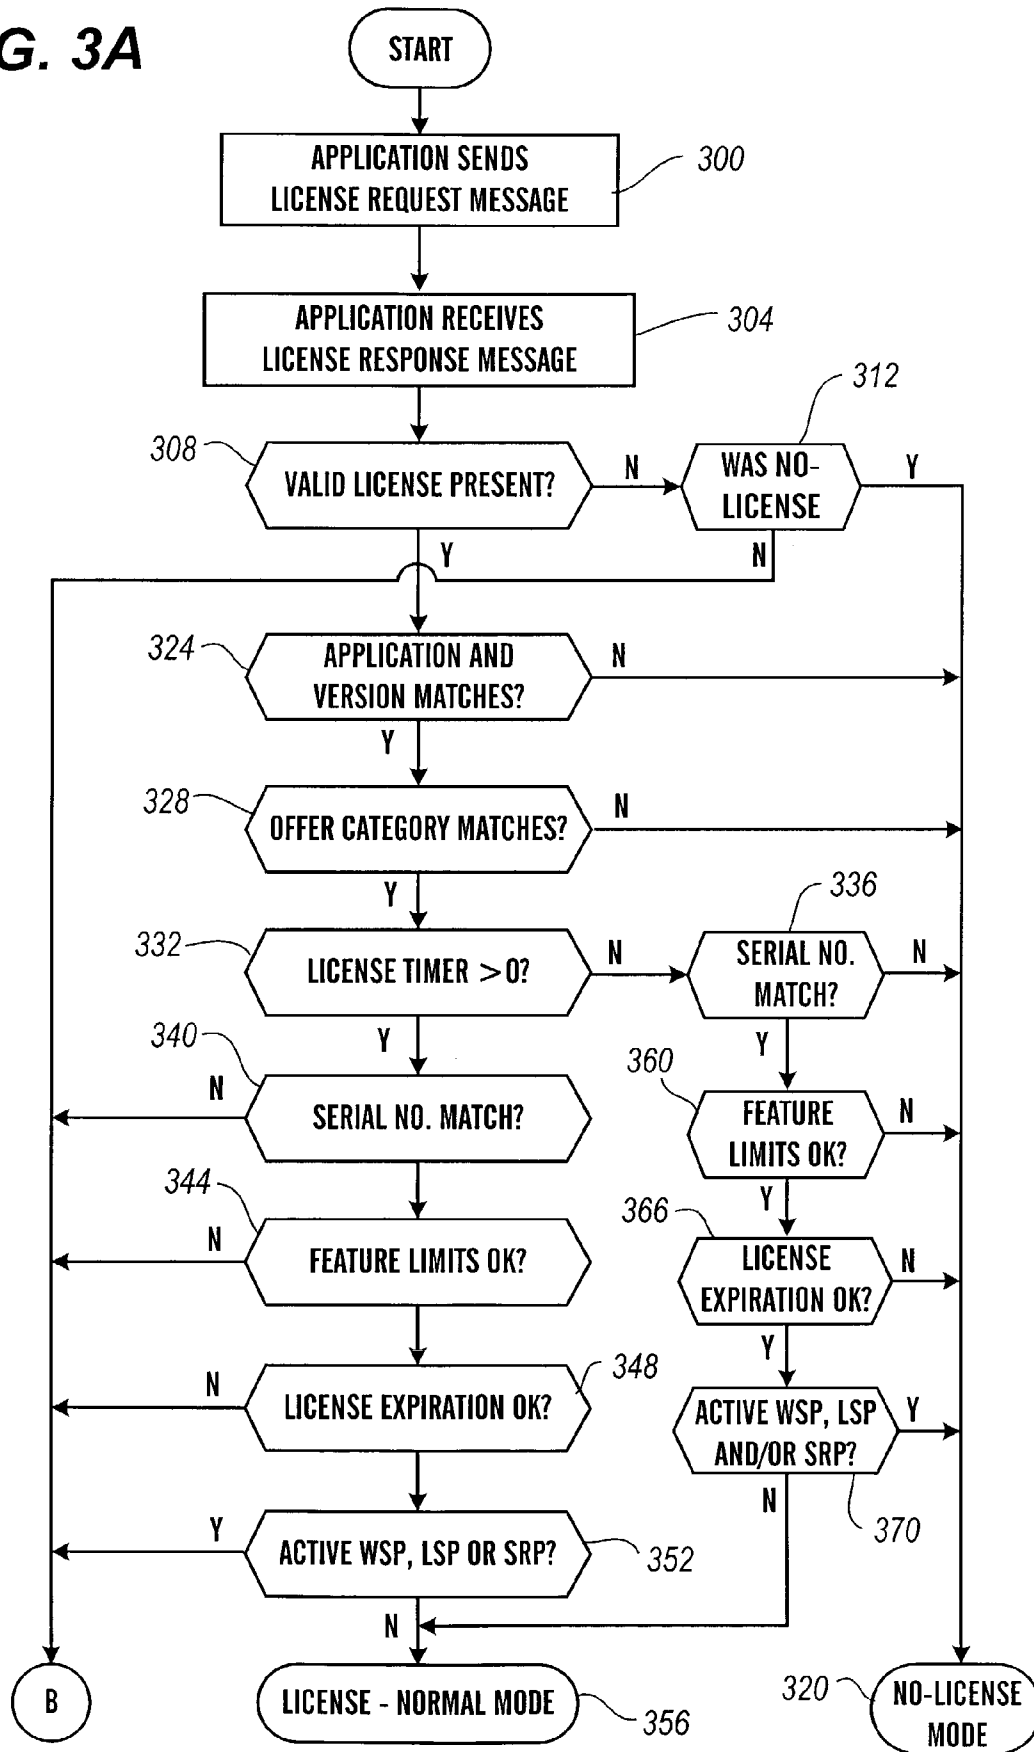 G. 3A
START
APPLICATION SENDS
LICENSE REQUEST MESSAGE
300
APPLICATION RECEIVES
LICENSE RESPONSE MESSAGE
304
312
308
VALID LICENSE PRESENT?
N
WAS NO-
LICENSE
Y
Y
N
324
APPLICATION AND
VERSION MATCHES?
N
Y
328
OFFER CATEGORY MATCHES?
N
Y
336
332
LICENSE TIMER > 0?
N
SERIAL NO.
MATCH?
N
Y
Y
340
N
SERIAL NO. MATCH?
360
FEATURE
LIMITS OK?
N
Y
344
N
FEATURE LIMITS OK?
366
LICENSE
EXPIRATION OK?
N
Y
348
N
LICENSE EXPIRATION OK?
ACTIVE WSP, LSP
AND/OR SRP?
Y
N
370
Y
ACTIVE WSP, LSP OR SRP?
352
N
B
LICENSE - NORMAL MODE
356
320
NO-LICENSE
MODE